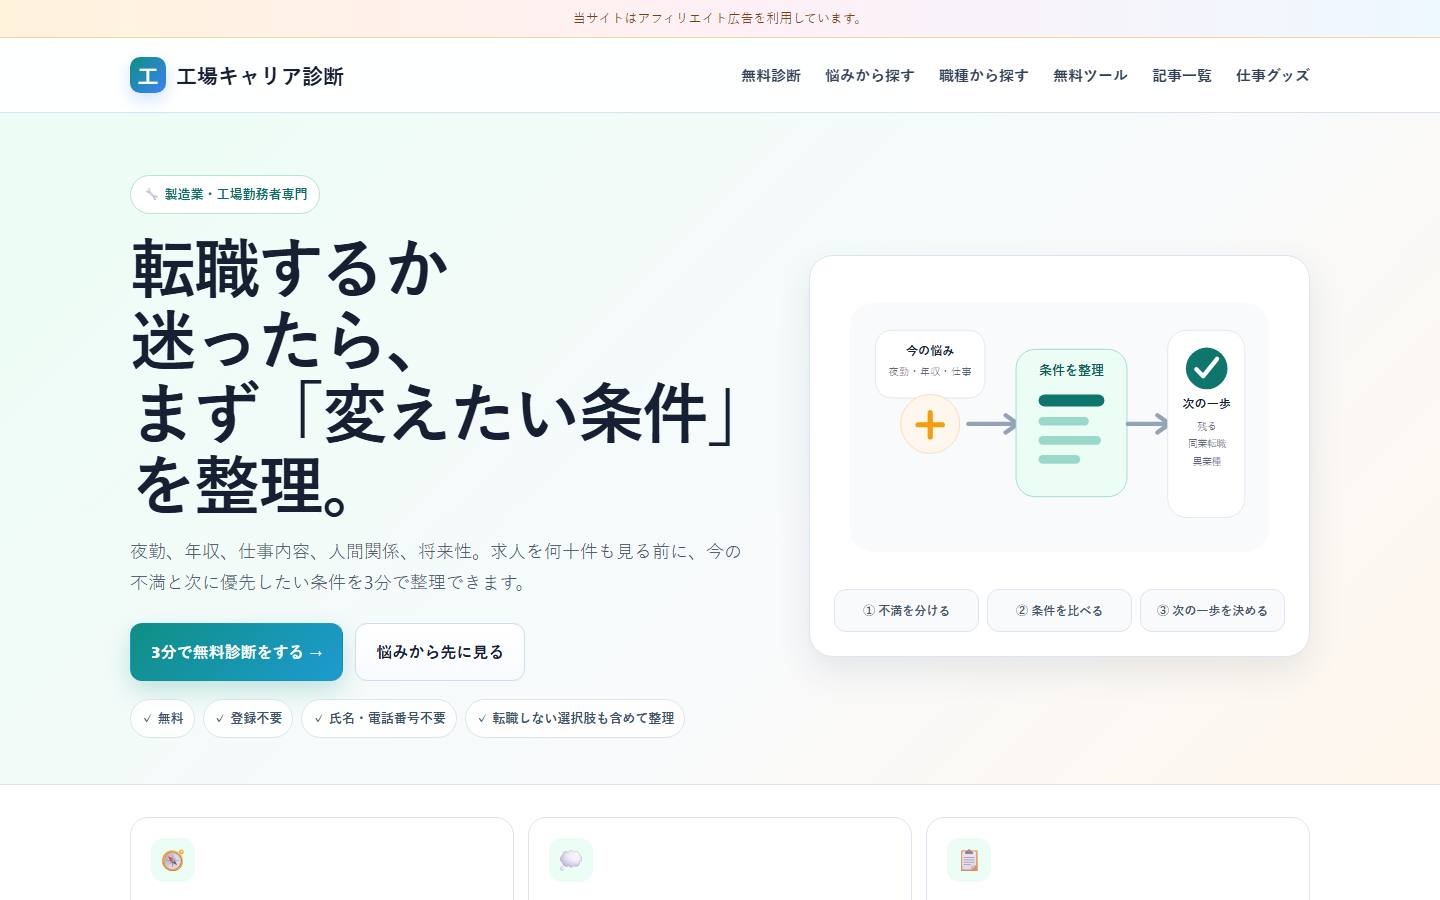 当サイトはアフィリエイト広告を利用しています。
工 工場キャリア診断
無料診断 悩みから探す 職種から探す 無料ツール 記事一覧 仕事グッズ
製造業・工場勤務者専門
転職するか
迷ったら、
まず「変えたい条件」
を整理。
夜勤、年収、仕事内容、人間関係、将来性。求人を何十件も見る前に、今の
不満と次に優先したい条件を3分で整理できます。
3分で無料診断をする →
悩みから先に見る
✓ 無料
✓ 登録不要
✓ 氏名・電話番号不要
✓ 転職しない選択肢も含めて整理
今の悩み
夜勤・年収・仕事
条件を整理
次の一歩
残る
同業転職
異業種
① 不満を分ける
② 条件を比べる
③ 次の一歩を決める